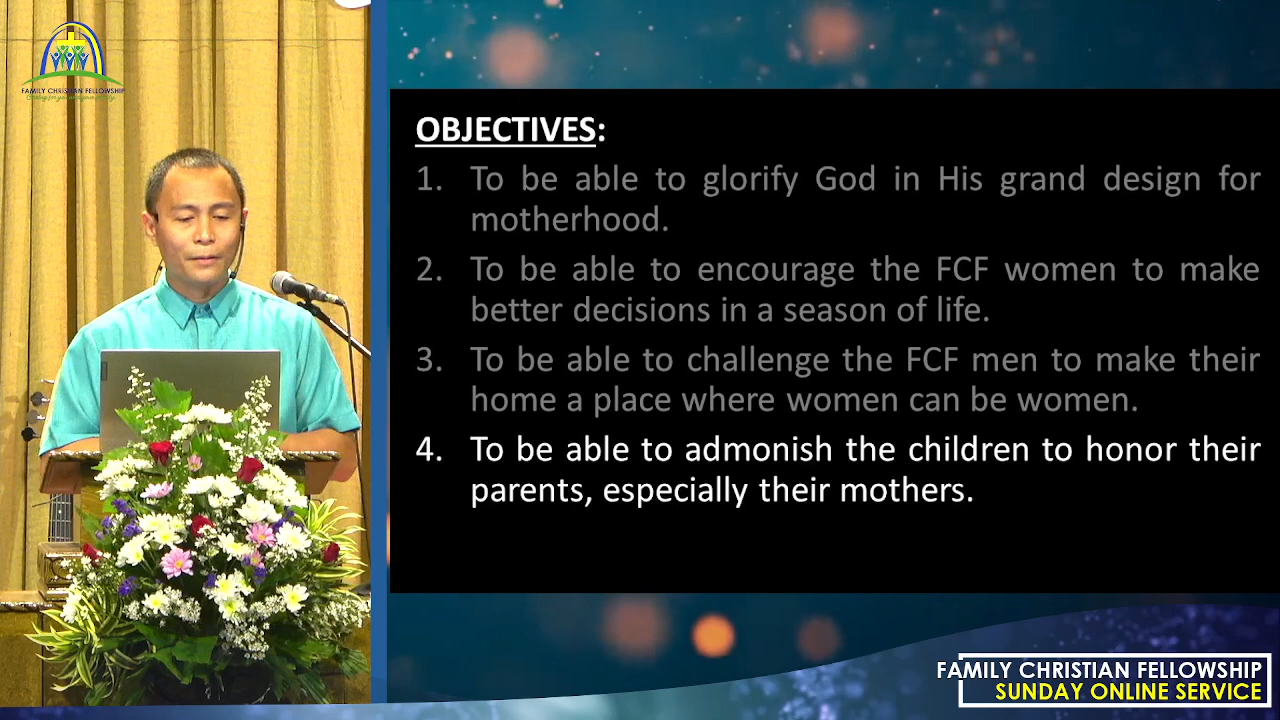 FAMILY CHRISTIAN FELLOWSHIP
OBJECTIVES:
1. To be able to glorify God in His grand design for
motherhood.
2. To be able to encourage the FCF women to make
better decisions in a season of life.
3. To be able to challenge the FCF men to make their
home a place where women can be women.
4. To be able to admonish the children to honor their
parents, especially their mothers.
FAMILY CHRISTIAN FELLOWSHIP
SUNDAY ONLINE SERVICE